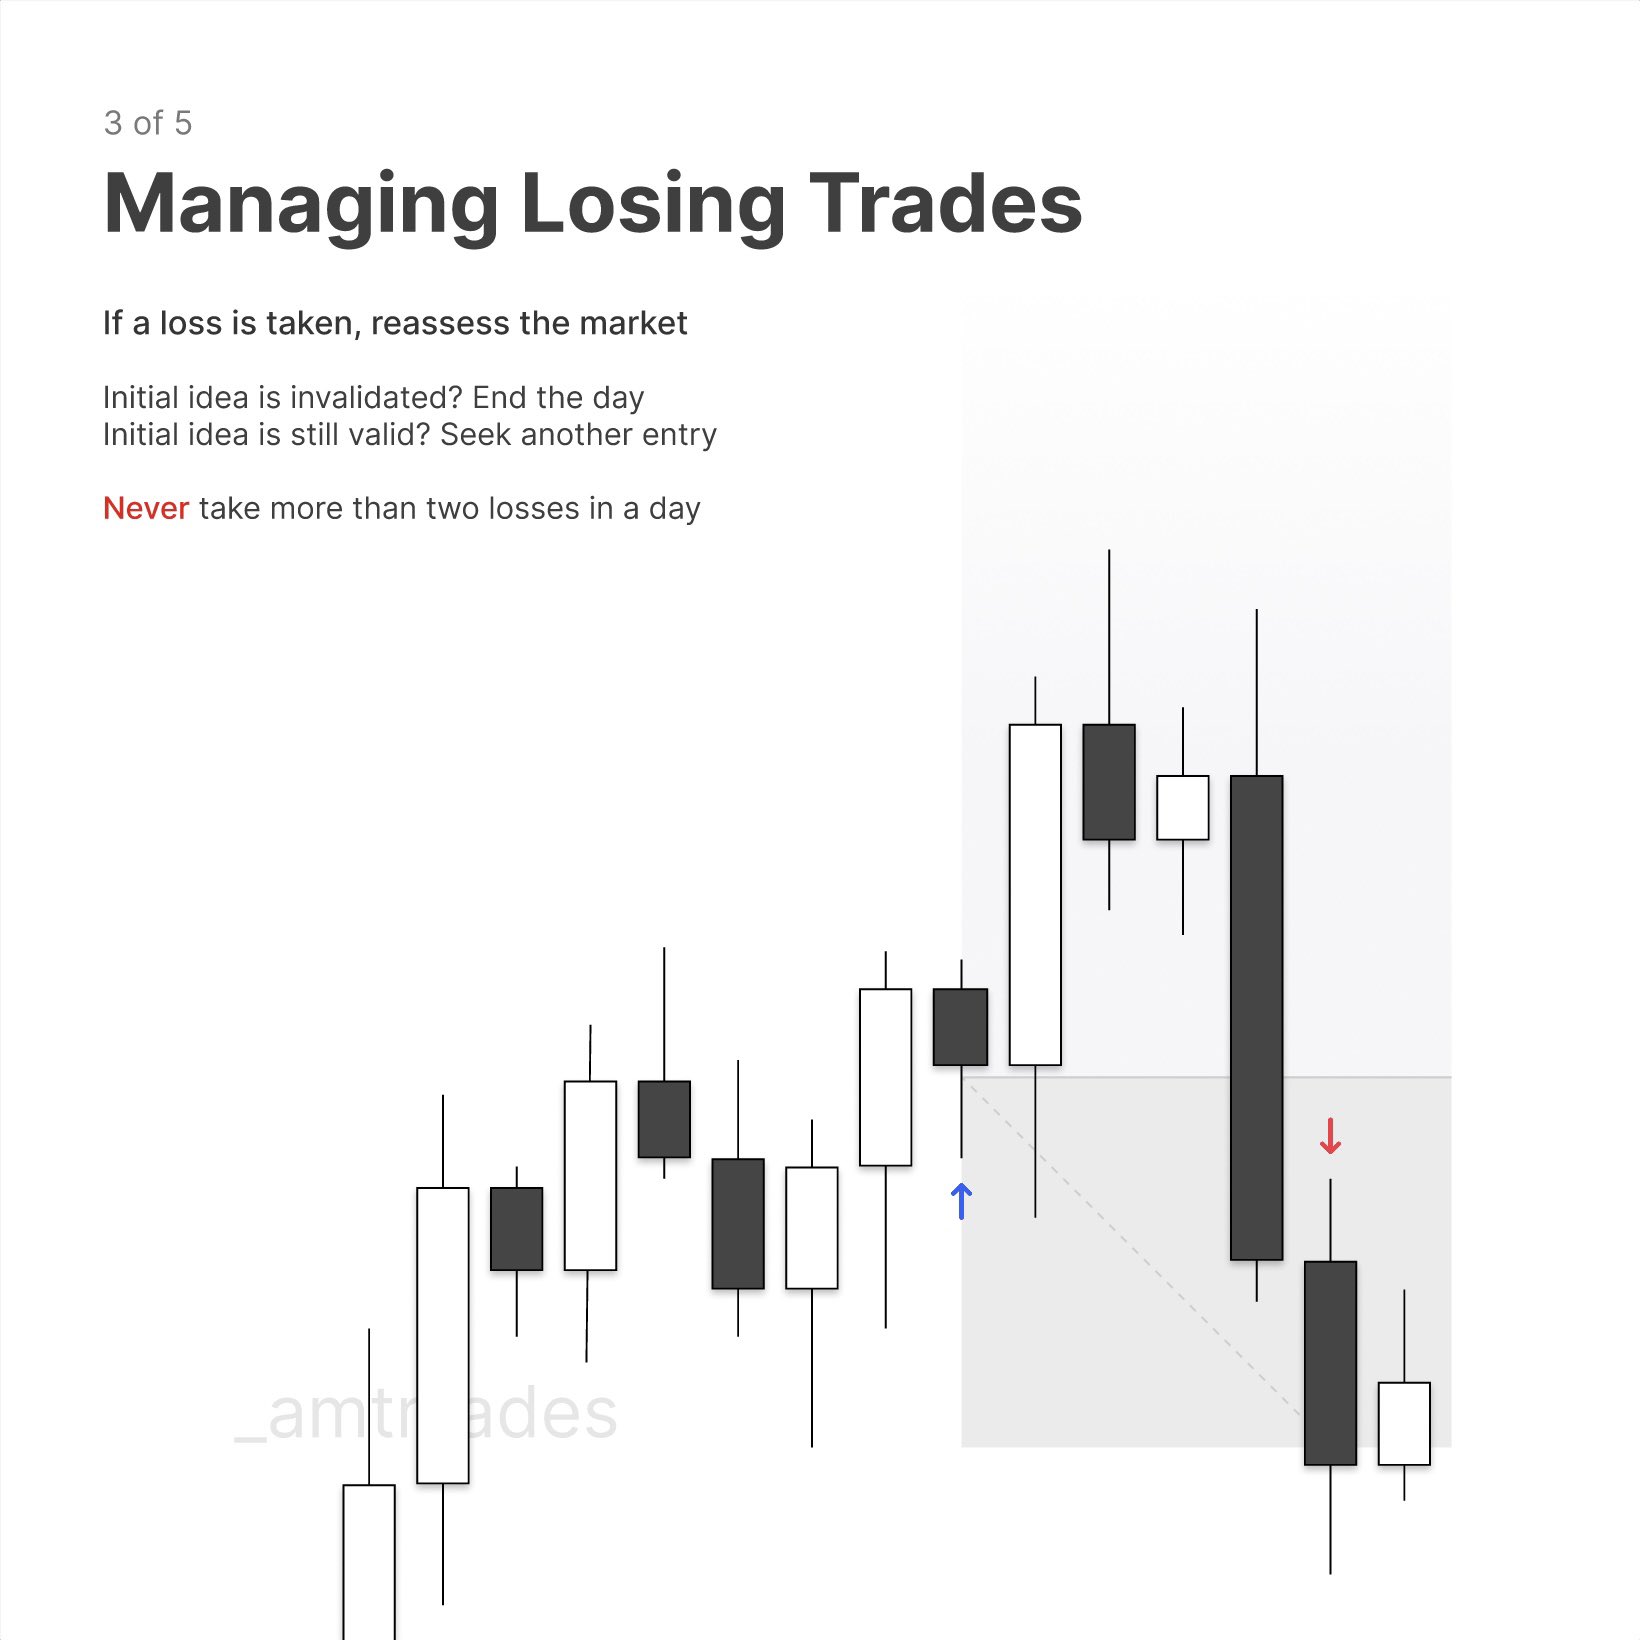 3 of 5
Managing Losing Trades
If a loss is taken, reassess the market
Initial idea is invalidated? End the day
Initial idea is still valid? Seek another entry
Never take more than two losses in a day
_amtrades